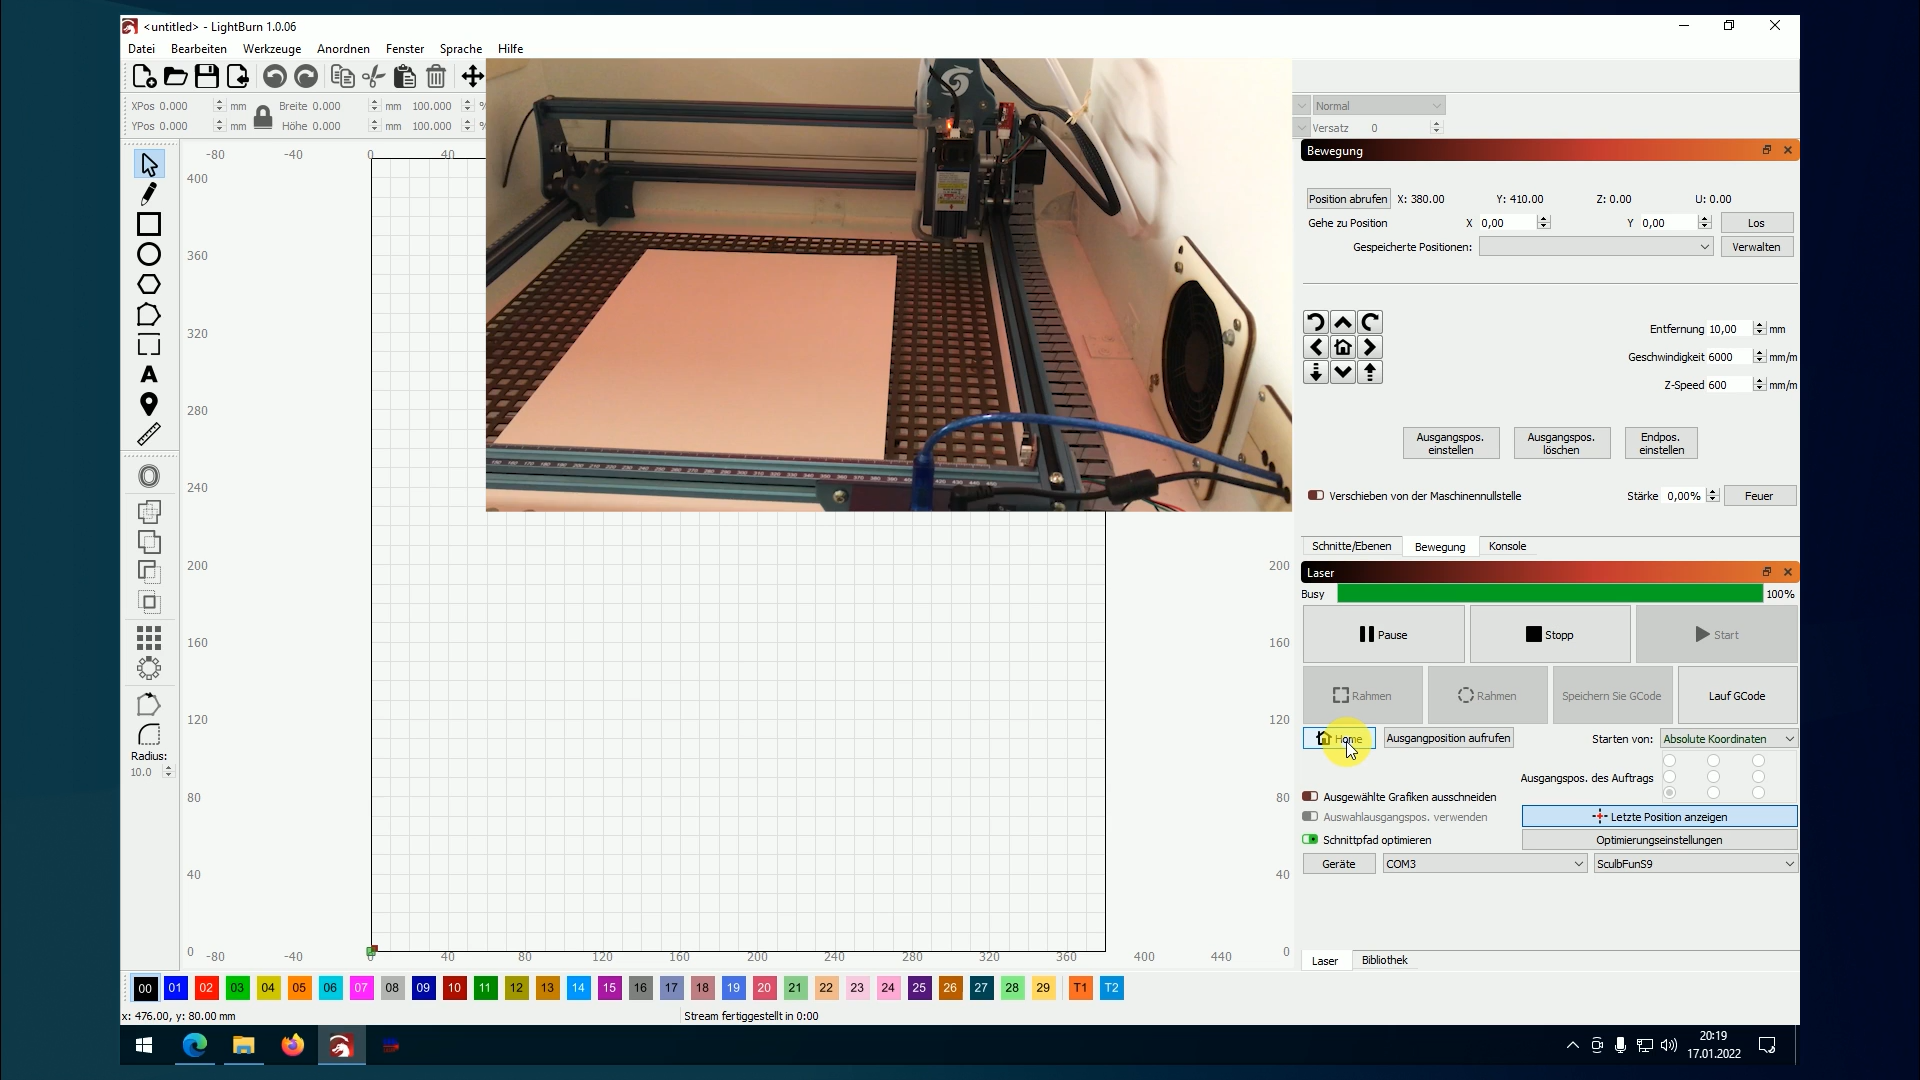 <untitled> - LightBurn 1.0.06
Datei Bearbeiten Werkzeuge Anordnen Fenster Sprache Hilfe
XPos 0.000 mm Breite 0.000 mm 100.000 %
YPos 0.000 mm Höhe 0.000 mm 100.000 %
Normal
Versatz 0
Bewegung
Position abrufen X: 380.00 Y: 410.00 Z: 0.00 U: 0.00
Gehe zu Position X 0,00 Y 0,00 Los
Gespeicherte Positionen: Verwalten
Entfernung 10,00 mm
Geschwindigkeit 6000 mm/m
Z-Speed 600 mm/m
Ausgangspos. einstellen
Ausgangspos. löschen
Endpos. einstellen
Verschieben von der Maschinennullstelle Stärke 0,00% Feuer
Schnitte/Ebenen Bewegung Konsole
Laser
Busy 100%
Pause Stopp Start
Rahmen Rahmen Speichern Sie GCode Lauf GCode
Home Ausgangposition aufrufen Starten von: Absolute Koordinaten
Ausgangspos. des Auftrags
Ausgewählte Grafiken ausschneiden
Auswahlausgangspos. verwenden Letzte Position anzeigen
Schnittpfad optimieren Optimierungseinstellungen
Geräte COM3 SculbFunS9
Laser Bibliothek
-80 -40 0 40
400
360
320
280
240
200 200
160 160
120 120
80 80
40 40
0 0
-80 -40 0 40 80 120 160 200 240 280 320 360 400 440
Radius:
10.0
00 01 02 03 04 05 06 07 08 09 10 11 12 13 14 15 16 17 18 19 20 21 22 23 24 25 26 27 28 29 T1 T2
x: 476.00, y: 80.00 mm Stream fertiggestellt in 0:00
20:19
17.01.2022